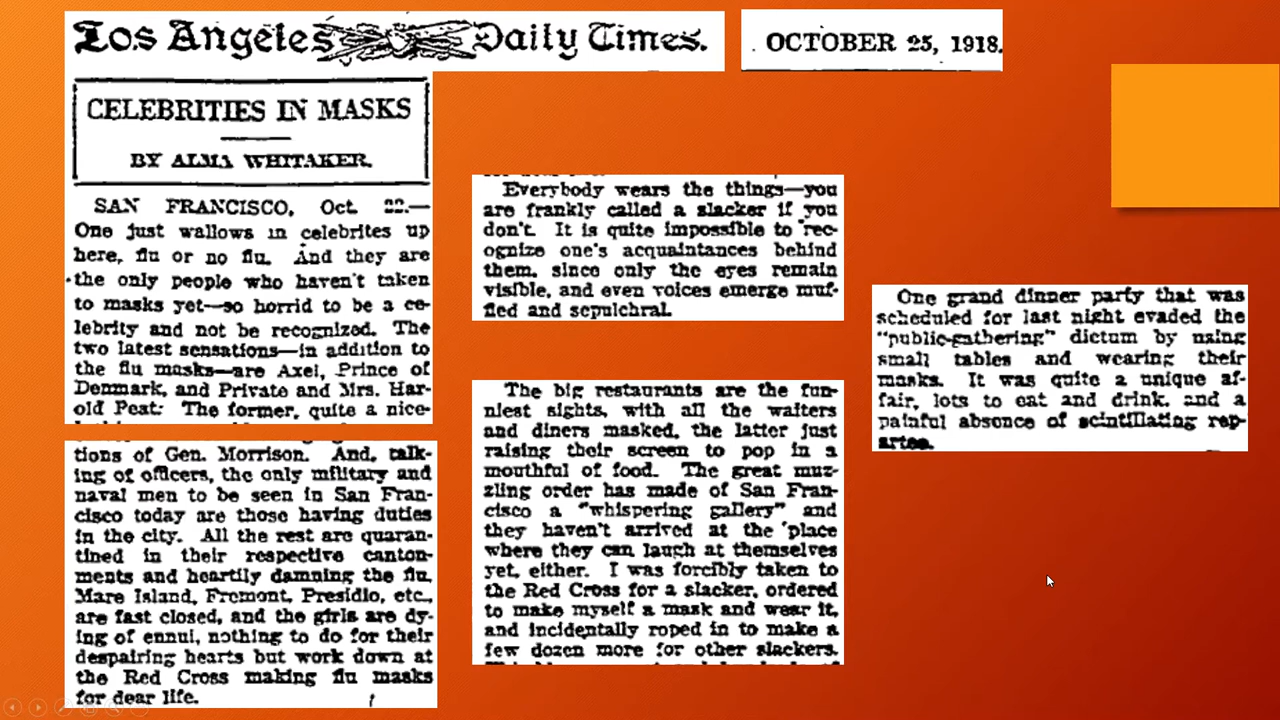 Los Angeles Daily Times.
OCTOBER 25, 1918.
CELEBRITIES IN MASKS
BY ALMA WHITAKER.
SAN FRANCISCO, Oct. 22.—
One just wallows in celebrites up
here, flu or no flu. And they are
the only people who haven't taken
to masks yet—so horrid to be a ce-
lebrity and not be recognized. The
two latest sensations—in addition to
the flu masks—are Axel, Prince of
Denmark, and Private and Mrs. Har-
old Peat: The former, quite a nice-
tions of Gen. Morrison. And, talk-
ing of officers, the only military and
naval men to be seen in San Fran-
cisco today are those having duties
in the city. All the rest are quaran-
tined in their respective canton-
ments and heartily damning the flu.
Mare Island, Fremont, Presidio, etc.,
are fast closed, and the girls are dy-
ing of ennui, nothing to do for their
despairing hearts but work down at
the Red Cross making flu masks
for dear life.
Everybody wears the things—you
are frankly called a slacker if you
don't. It is quite impossible to rec-
ognize one's acquaintances behind
them, since only the eyes remain
visible, and even voices emerge muf-
fled and sepulchral.
The big restaurants are the fun-
niest sights, with all the waiters
and diners masked, the latter just
raising their screen to pop in a
mouthful of food. The great muz-
zling order has made of San Fran-
cisco a "whispering gallery" and
they haven't arrived at the place
where they can laugh at themselves
yet, either. I was forcibly taken to
the Red Cross for a slacker, ordered
to make myself a mask and wear it,
and incidentally roped in to make a
few dozen more for other slackers.
One grand dinner party that was
scheduled for last night evaded the
"public-gathering" dictum by using
small tables and wearing their
masks. It was quite a unique af-
fair, lots to eat and drink, and a
painful absence of scintillating rep-
artee.